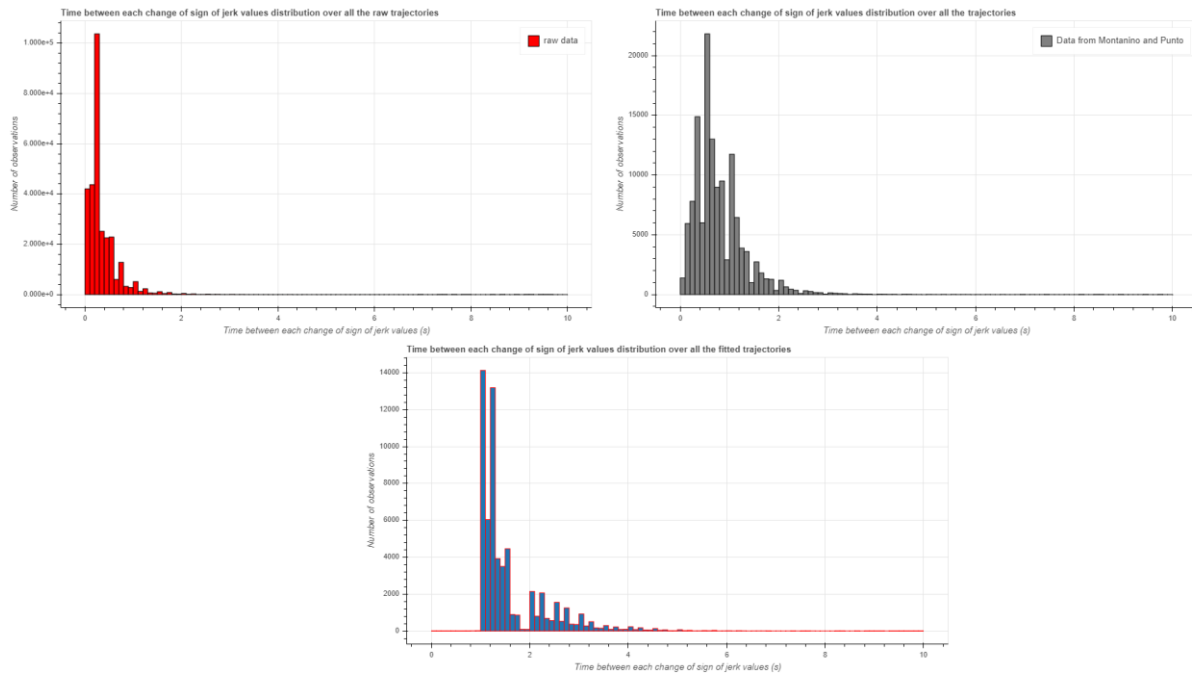 Time between each change of sign of jerk values distribution over all the raw trajectories
raw data
1.000e+5
8.000e+4
6.000e+4
4.000e+4
2.000e+4
0.000e+0
Number of observations
0 2 4 6 8 10
Time between each change of sign of jerk values (s)
Time between each change of sign of jerk values distribution over all the trajectories
Data from Montanino and Punto
20000
15000
10000
5000
0
Number of observations
0 2 4 6 8 10
Time between each change of sign of jerk values (s)
Time between each change of sign of jerk values distribution over all the fitted trajectories
14000
12000
10000
8000
6000
4000
2000
0
Number of observations
0 2 4 6 8 10
Time between each change of sign of jerk values (s)